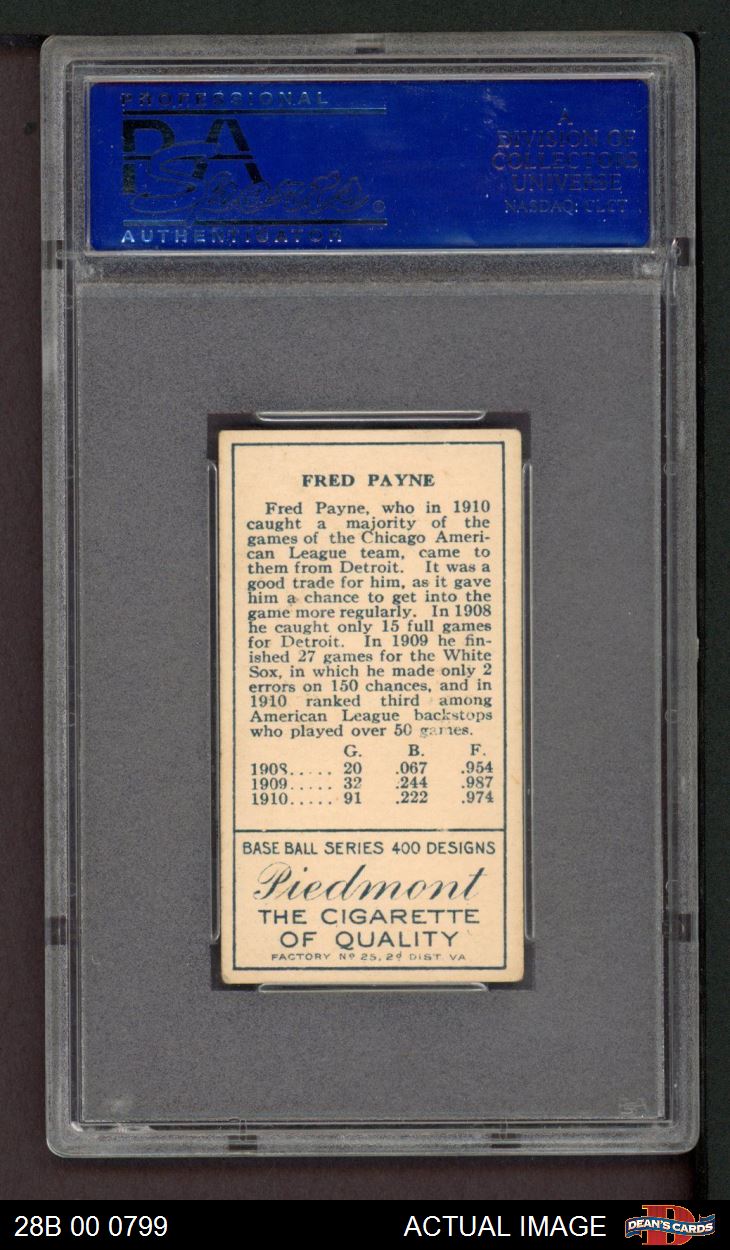 PROFESSIONAL
PSA
Sports
®
AUTHENTICATOR
A
DIVISION OF
COLLECTORS
UNIVERSE
NASDAQ: CLCT
FRED PAYNE
Fred Payne, who in 1910
caught a majority of the
games of the Chicago Ameri-
can League team, came to
them from Detroit. It was a
good trade for him, as it gave
him a chance to get into the
game more regularly. In 1908
he caught only 15 full games
for Detroit. In 1909 he fin-
ished 27 games for the White
Sox, in which he made only 2
errors on 150 chances, and in
1910 ranked third among
American League backstops
who played over 50 games.
G. B. F.
1908..... 20 .067 .954
1909..... 32 .244 .987
1910..... 91 .222 .974
BASE BALL SERIES 400 DESIGNS
Piedmont
THE CIGARETTE
OF QUALITY
FACTORY Nº 25, 2d DIST. VA
28B 00 0799 ACTUAL IMAGE DEAN'S CARDS